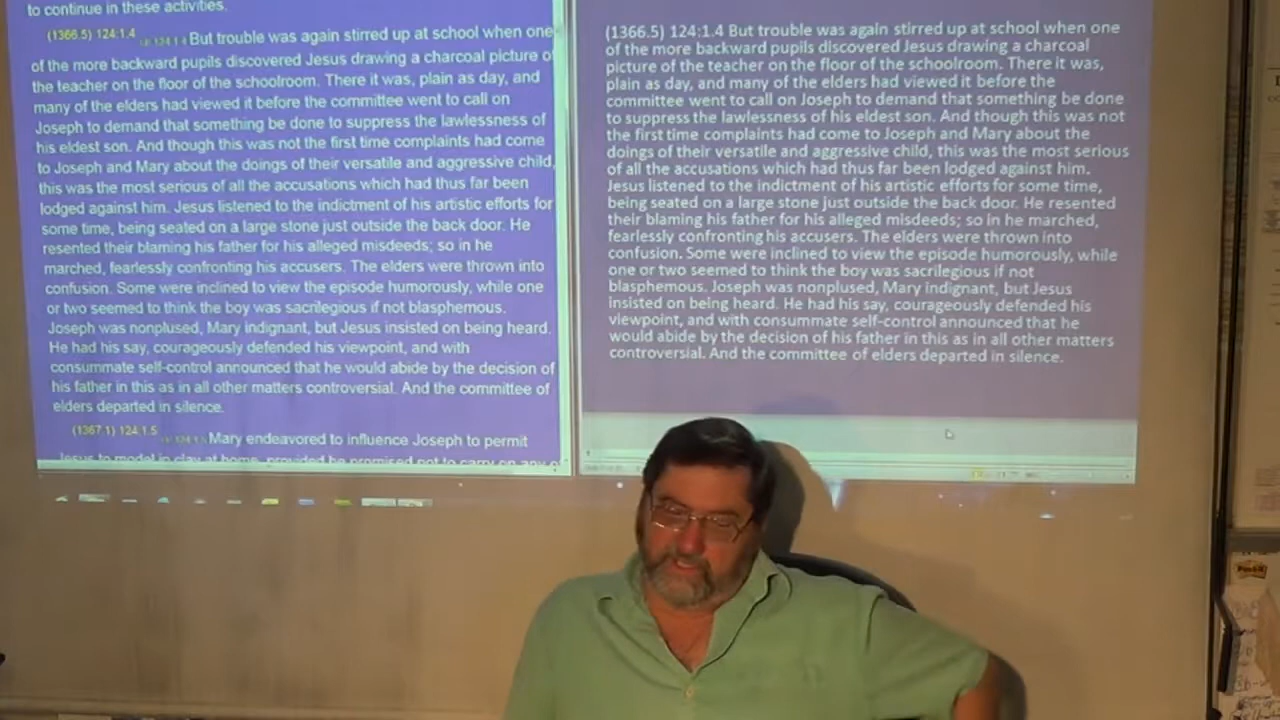 to continue in these activities.
(1366.5) 124:1.4 But trouble was again stirred up at school when one
of the more backward pupils discovered Jesus drawing a charcoal picture of
the teacher on the floor of the schoolroom. There it was, plain as day, and
many of the elders had viewed it before the committee went to call on
Joseph to demand that something be done to suppress the lawlessness of
his eldest son. And though this was not the first time complaints had come
to Joseph and Mary about the doings of their versatile and aggressive child,
this was the most serious of all the accusations which had thus far been
lodged against him. Jesus listened to the indictment of his artistic efforts for
some time, being seated on a large stone just outside the back door. He
resented their blaming his father for his alleged misdeeds; so in he
marched, fearlessly confronting his accusers. The elders were thrown into
confusion. Some were inclined to view the episode humorously, while one
or two seemed to think the boy was sacrilegious if not blasphemous.
Joseph was nonplused, Mary indignant, but Jesus insisted on being heard.
He had his say, courageously defended his viewpoint, and with
consummate self-control announced that he would abide by the decision of
his father in this as in all other matters controversial. And the committee of
elders departed in silence.
(1367.1) 124:1.5 Mary endeavored to influence Joseph to permit
Jesus to model in clay at home, provided he promised not to carry on any of
(1366.5) 124:1.4 But trouble was again stirred up at school when one
of the more backward pupils discovered Jesus drawing a charcoal
picture of the teacher on the floor of the schoolroom. There it was,
plain as day, and many of the elders had viewed it before the
committee went to call on Joseph to demand that something be done
to suppress the lawlessness of his eldest son. And though this was not
the first time complaints had come to Joseph and Mary about the
doings of their versatile and aggressive child, this was the most serious
of all the accusations which had thus far been lodged against him.
Jesus listened to the indictment of his artistic efforts for some time,
being seated on a large stone just outside the back door. He resented
their blaming his father for his alleged misdeeds; so in he marched,
fearlessly confronting his accusers. The elders were thrown into
confusion. Some were inclined to view the episode humorously, while
one or two seemed to think the boy was sacrilegious if not
blasphemous. Joseph was nonplused, Mary indignant, but Jesus
insisted on being heard. He had his say, courageously defended his
viewpoint, and with consummate self-control announced that he
would abide by the decision of his father in this as in all other matters
controversial. And the committee of elders departed in silence.
Post-it